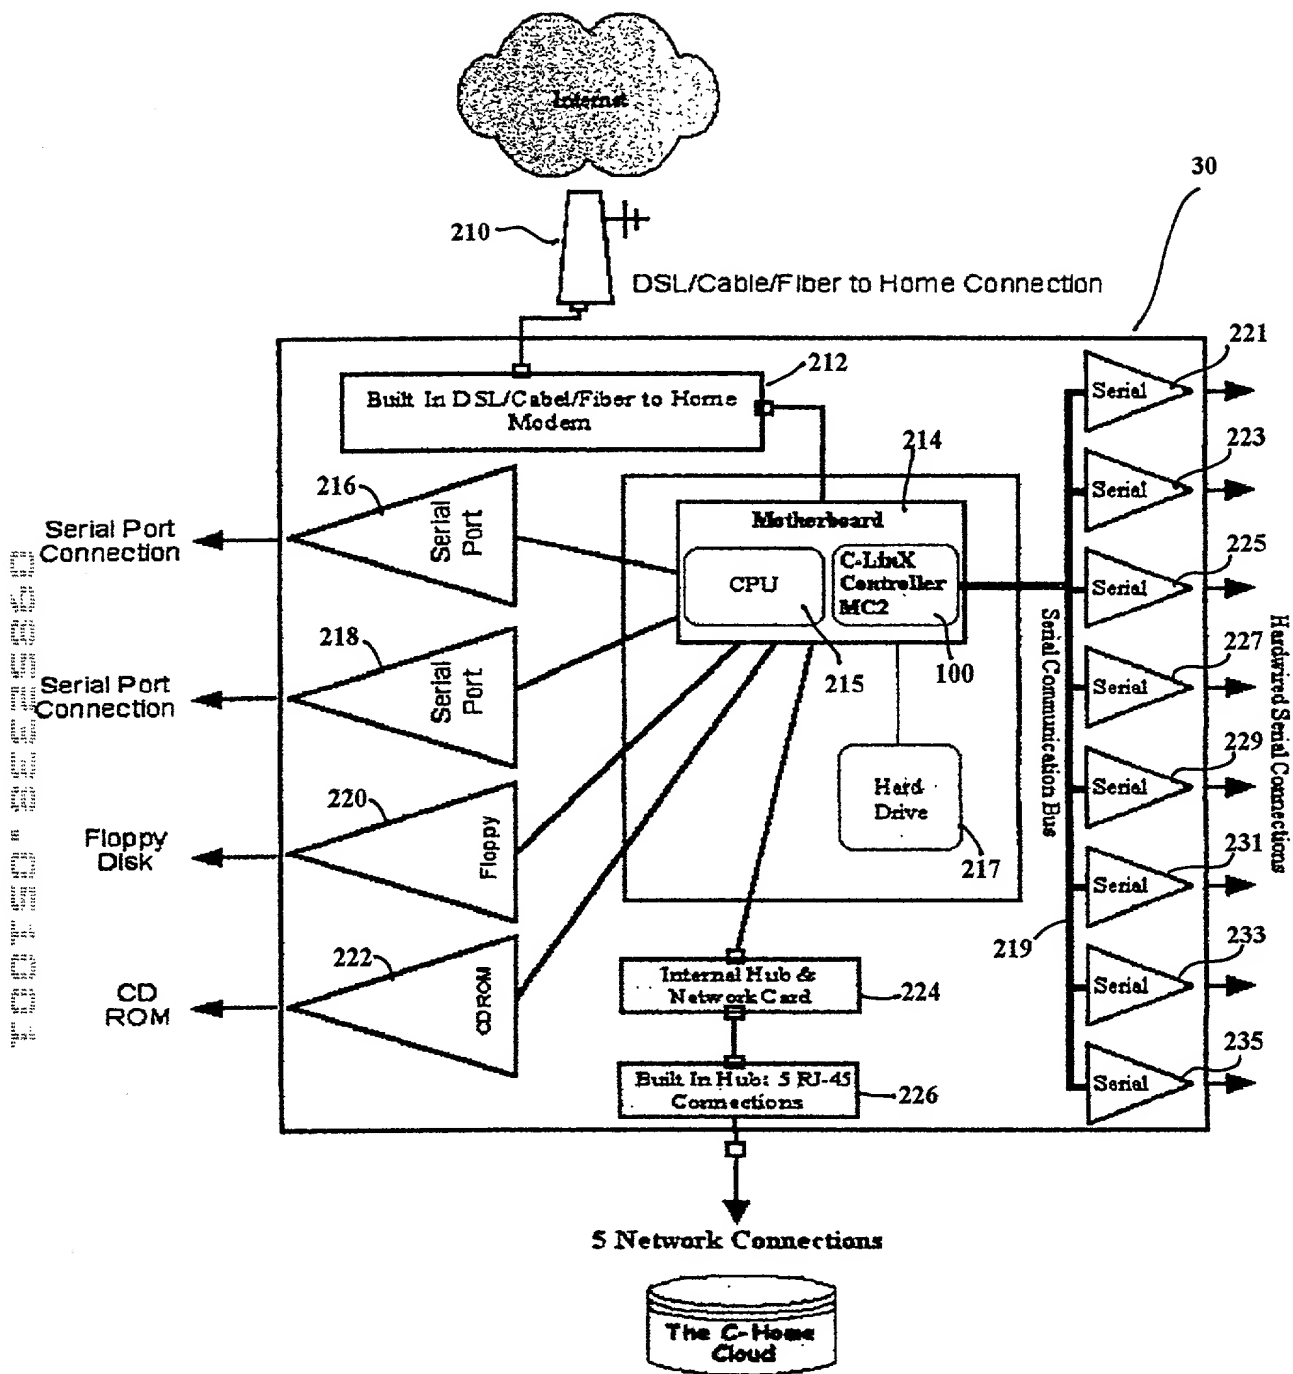 Internet
30
210
DSL/Cable/Fiber to Home Connection
221
212
Built In DSL/Cabel/Fiber to Home
Modem
Serial
214
223
216
Serial
Serial Port
Connection
Serial
Port
Motherboard
CPU
C-LinX
Controller
MC2
225
Serial
218
215
100
227
Serial Port
Connection
Serial
Port
Serial
Serial Communication Bus
Hardwired Serial Connections
229
220
Hard
Drive
Serial
Floppy
Disk
Floppy
217
231
Serial
219
222
233
CD
ROM
CD ROM
Internal Hub &
Network Card
224
Serial
235
Built In Hub: 5 RJ-45
Connections
226
Serial
5 Network Connections
The C-Home
Cloud